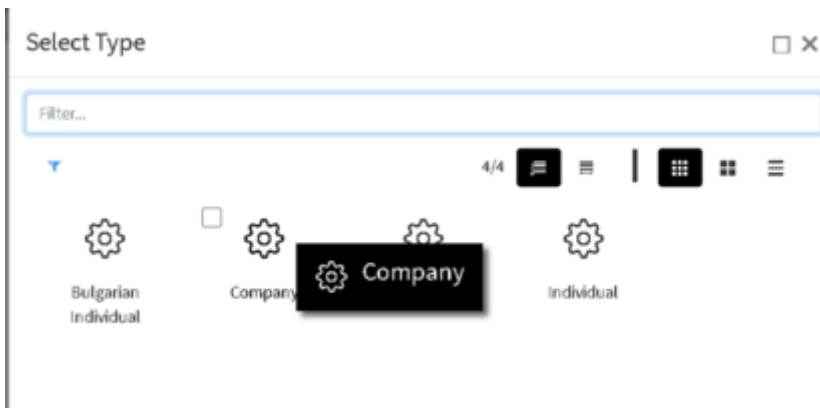 Select Type
Filter...
4/4
Bulgarian
Individual
Company
Company
Individual